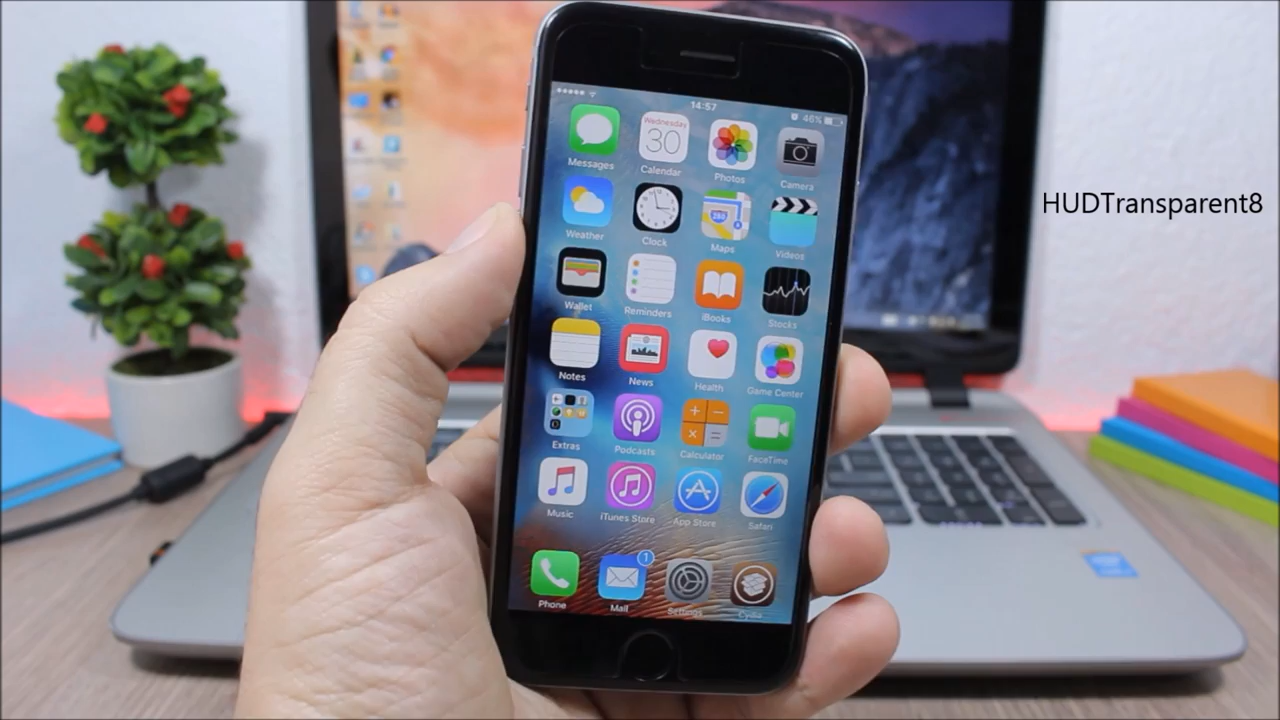 14:57
46%
Wednesday
30
Messages
Calendar
Photos
Camera
Weather
Clock
Maps
Videos
280
Wallet
Reminders
iBooks
Stocks
Notes
News
Health
Game Center
Extras
Podcasts
Calculator
FaceTime
Music
iTunes Store
App Store
Safari
1
Phone
Mail
Settings
Cydia
HUDTransparent8